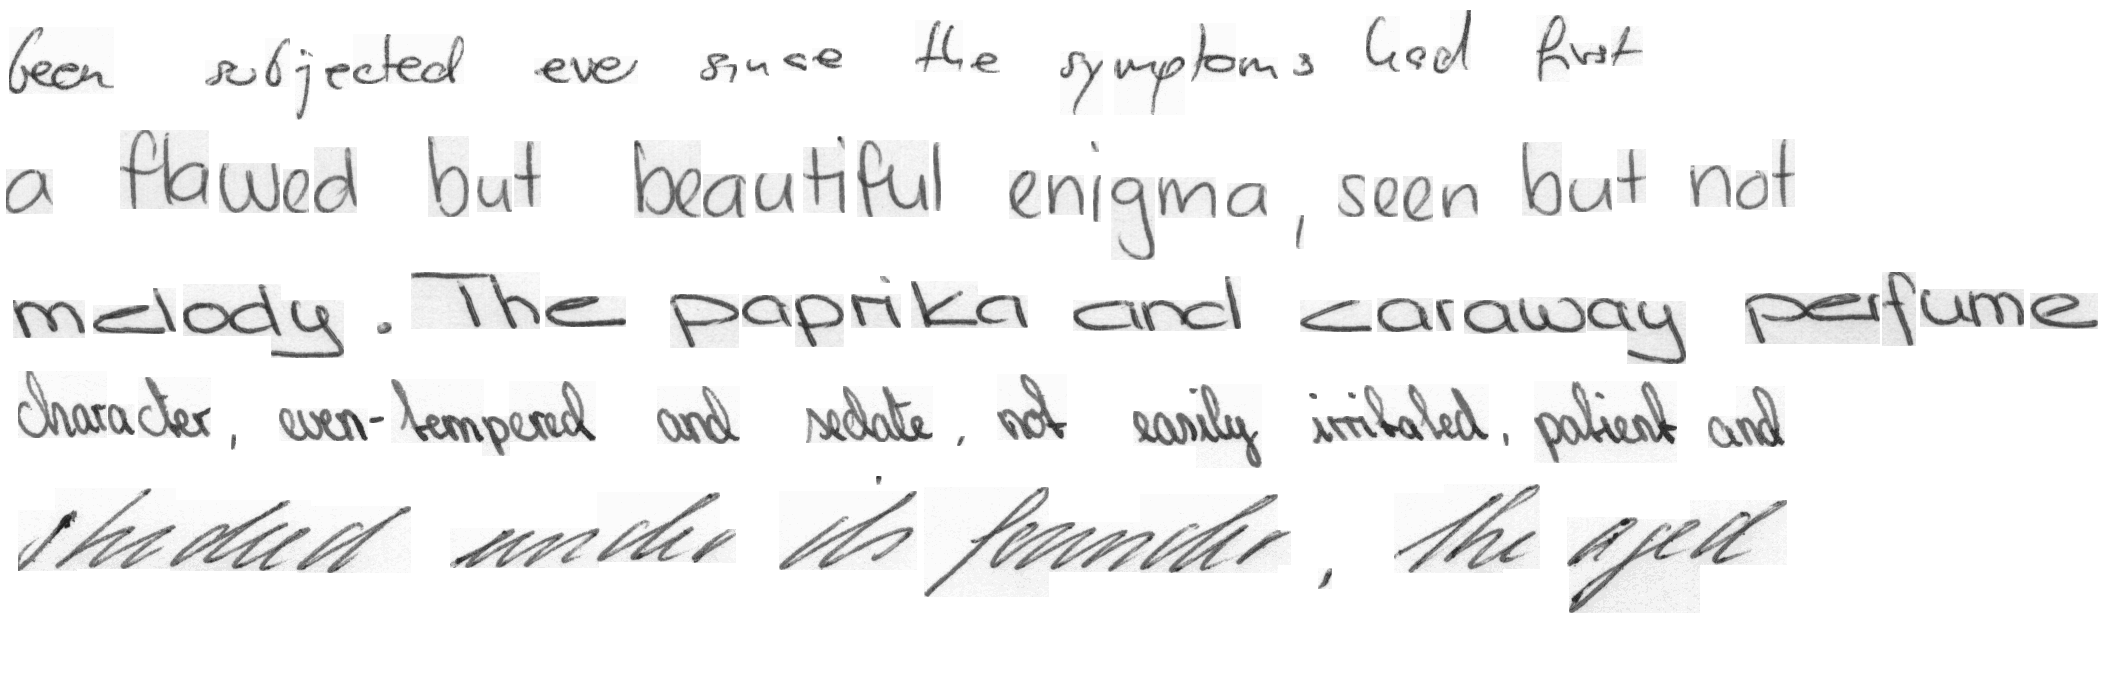 been subjected ever since the symptoms had first
a flawed but beautiful enigma, seen but not
melody. The paprika and caraway perfume
character, even-tempered and sedate, not easily irritated, patient and
studied under its founder, the aged